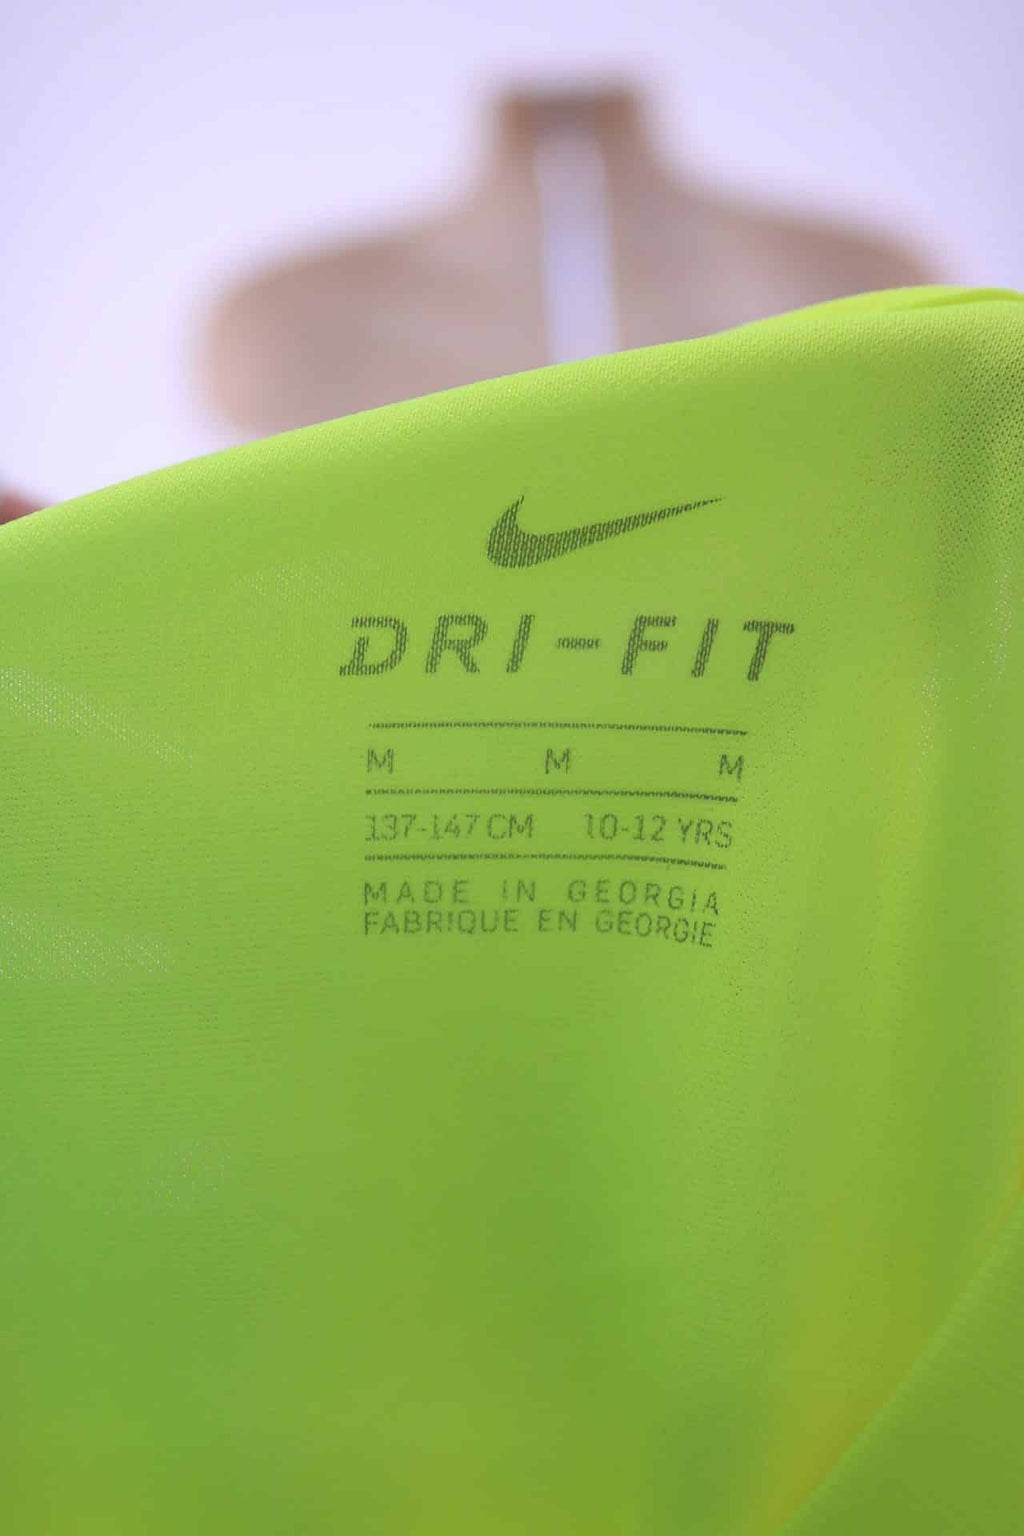 DRI-FIT
M M M
137-147 CM 10-12 YRS
MADE IN GEORGIA
FABRIQUE EN GEORGIE